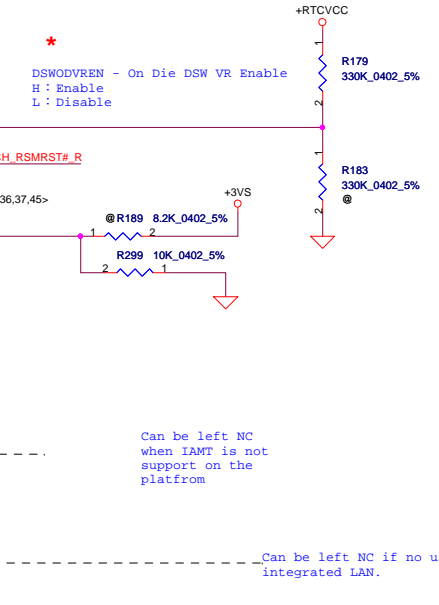 +RTCVCC
*
1
R179
330K_0402_5%
2
DSWODVREN - On Die DSW VR Enable
H : Enable
L : Disable
CH_RSMRST#_R
1
R183
330K_0402_5%
@
2
36,37,45>
+3VS
@ R189 8.2K_0402_5%
1 2
R299 10K_0402_5%
2 1
Can be left NC
when IAMT is not
support on the
platfrom
Can be left NC if no u
integrated LAN.